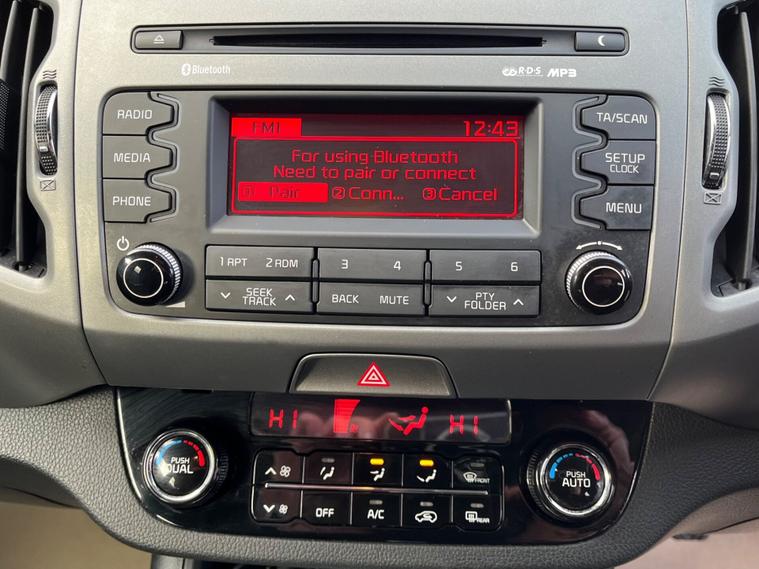 Bluetooth
R·D·S MP3
RADIO
MEDIA
PHONE
FM1 12:43
For using Bluetooth
Need to pair or connect
1 Pair 2 Conn... 3 Cancel
TA/SCAN
SETUP
CLOCK
MENU
1 RPT 2 RDM 3 4 5 6
SEEK
TRACK
BACK MUTE
PTY
FOLDER
HI HI
PUSH
DUAL
FRONT
OFF A/C REAR
PUSH
AUTO